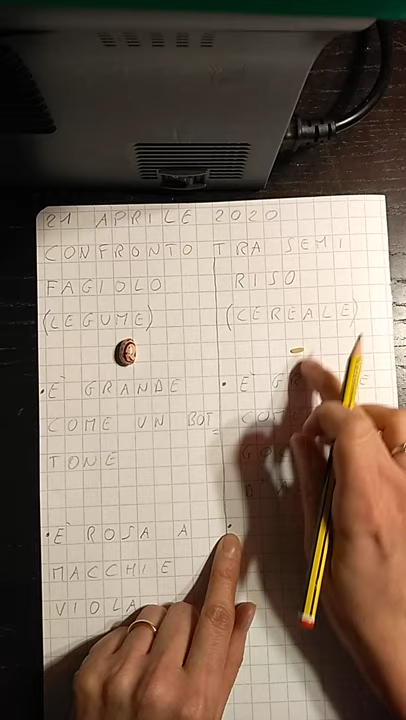 21 APRILE 2020
CONFRONTO TRA SEMI
FAGIOLO
(LEGUME)
• È GRANDE
COME UN BOT=
TONE
• È ROSA A
MACCHIE
VIOLA
RISO
(CEREALE)
• È